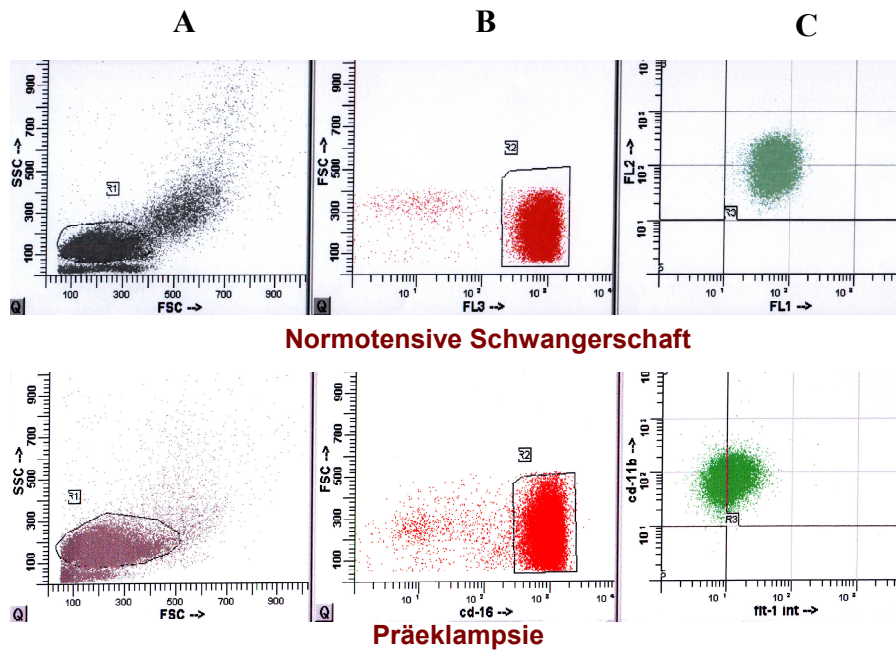 A B C
900 700 500 300 100
SSC -->
R1
100 300 500 700 900
FSC -->
Q
900 700 500 300 100
FSC -->
R2
10¹ 10² 10³ 10⁴
FL3 -->
Q
10³ 10² 10¹
FL2 -->
R3
10¹ 10² 10³
FL1 -->
Normotensive Schwangerschaft
900 700 500 300 100
SSC -->
R1
100 300 500 700 900
FSC -->
Q
900 700 500 300 100
FSC -->
R2
10¹ 10² 10³ 10⁴
cd-16 -->
Q
10³ 10² 10¹
cd-11b -->
R3
10¹ 10² 10³
flt-1 int -->
Präeklampsie